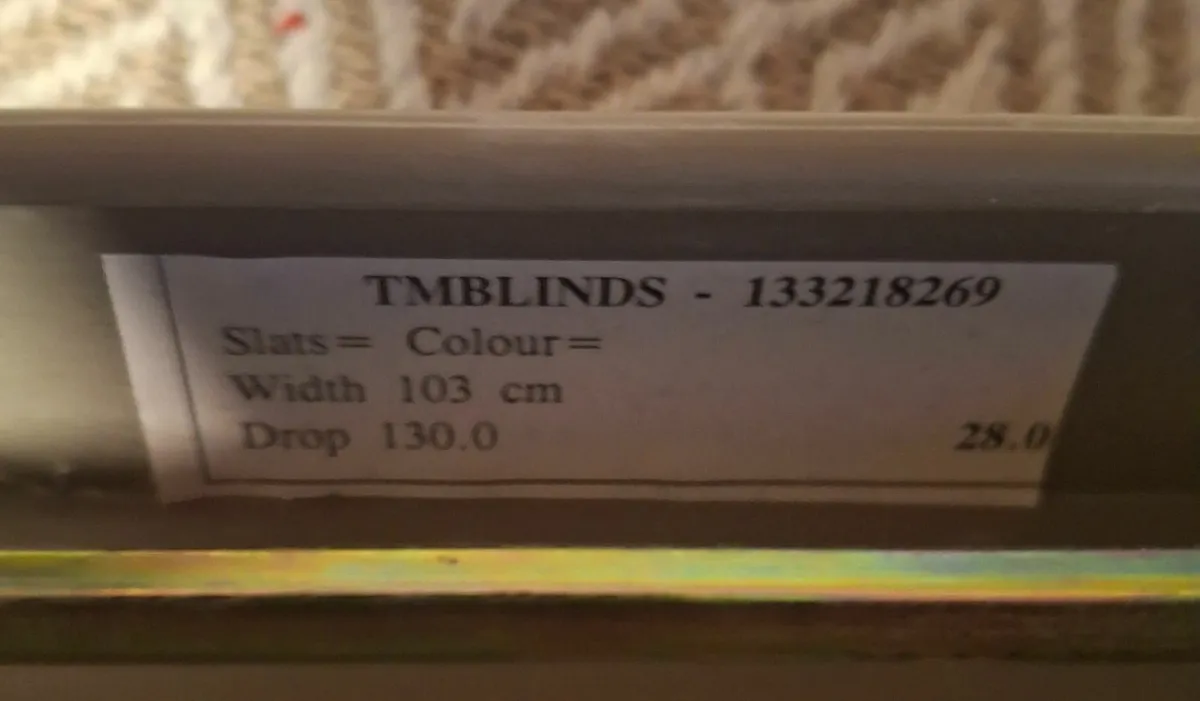 TMBLINDS - 133218269
Slats= Colour=
Width 103 cm
Drop 130.0 28.0